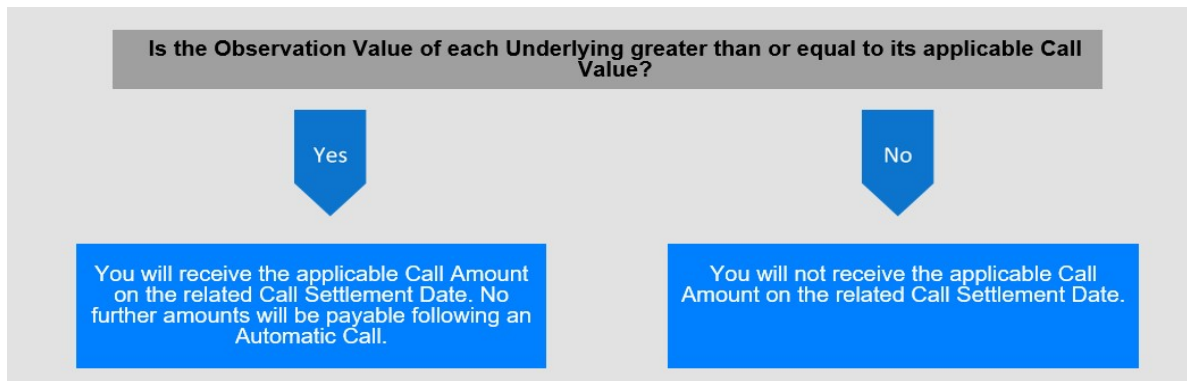 Is the Observation Value of each Underlying greater than or equal to its applicable Call
Value?
Yes
No
You will receive the applicable Call Amount
on the related Call Settlement Date. No
further amounts will be payable following an
Automatic Call.
You will not receive the applicable Call
Amount on the related Call Settlement Date.